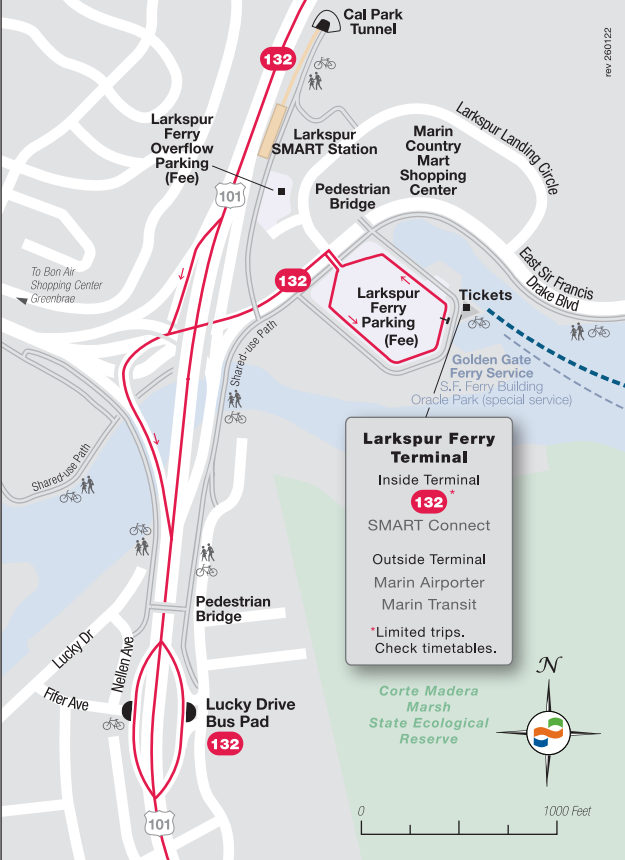 Cal Park
Tunnel
rev 260122
132
Larkspur
Ferry
Overflow
Parking
(Fee)
Larkspur
SMART Station
Marin
Country
Mart
Shopping
Center
Larkspur Landing Circle
101
Pedestrian
Bridge
To Bon Air
Shopping Center
Greenbrae
132
Larkspur
Ferry
Parking
(Fee)
Tickets
East Sir Francis
Drake Blvd
Shared-use Path
Golden Gate
Ferry Service
S.F. Ferry Building
Oracle Park (special service)
Larkspur Ferry
Terminal
Inside Terminal
132*
SMART Connect
Outside Terminal
Marin Airporter
Marin Transit
*Limited trips.
Check timetables.
Shared-use Path
Pedestrian
Bridge
Lucky Dr
Nellen Ave
Fifer Ave
Lucky Drive
Bus Pad
132
Corte Madera
Marsh
State Ecological
Reserve
N
101
0 1000 Feet